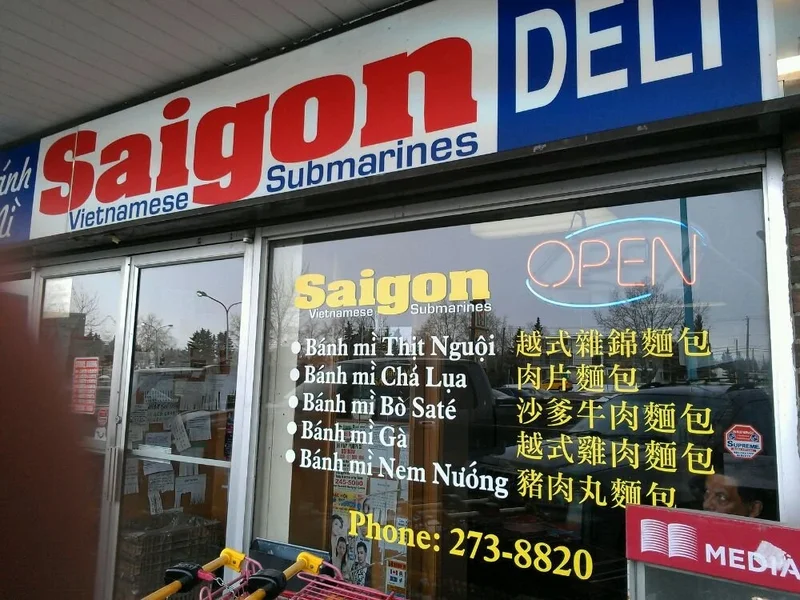 Saigon
Vietnamese Submarines
DELI
OPEN
Saigon
Vietnamese Submarines
• Bánh mì Thịt Nguội 越式雜錦麵包
• Bánh mì Chá Lụa 肉片麵包
• Bánh mì Bò Saté 沙爹牛肉麵包
• Bánh mì Gà 越式雞肉麵包
• Bánh mì Nem Nướng 豬肉丸麵包
Phone: 273-8820
SUPREME
MEDIA